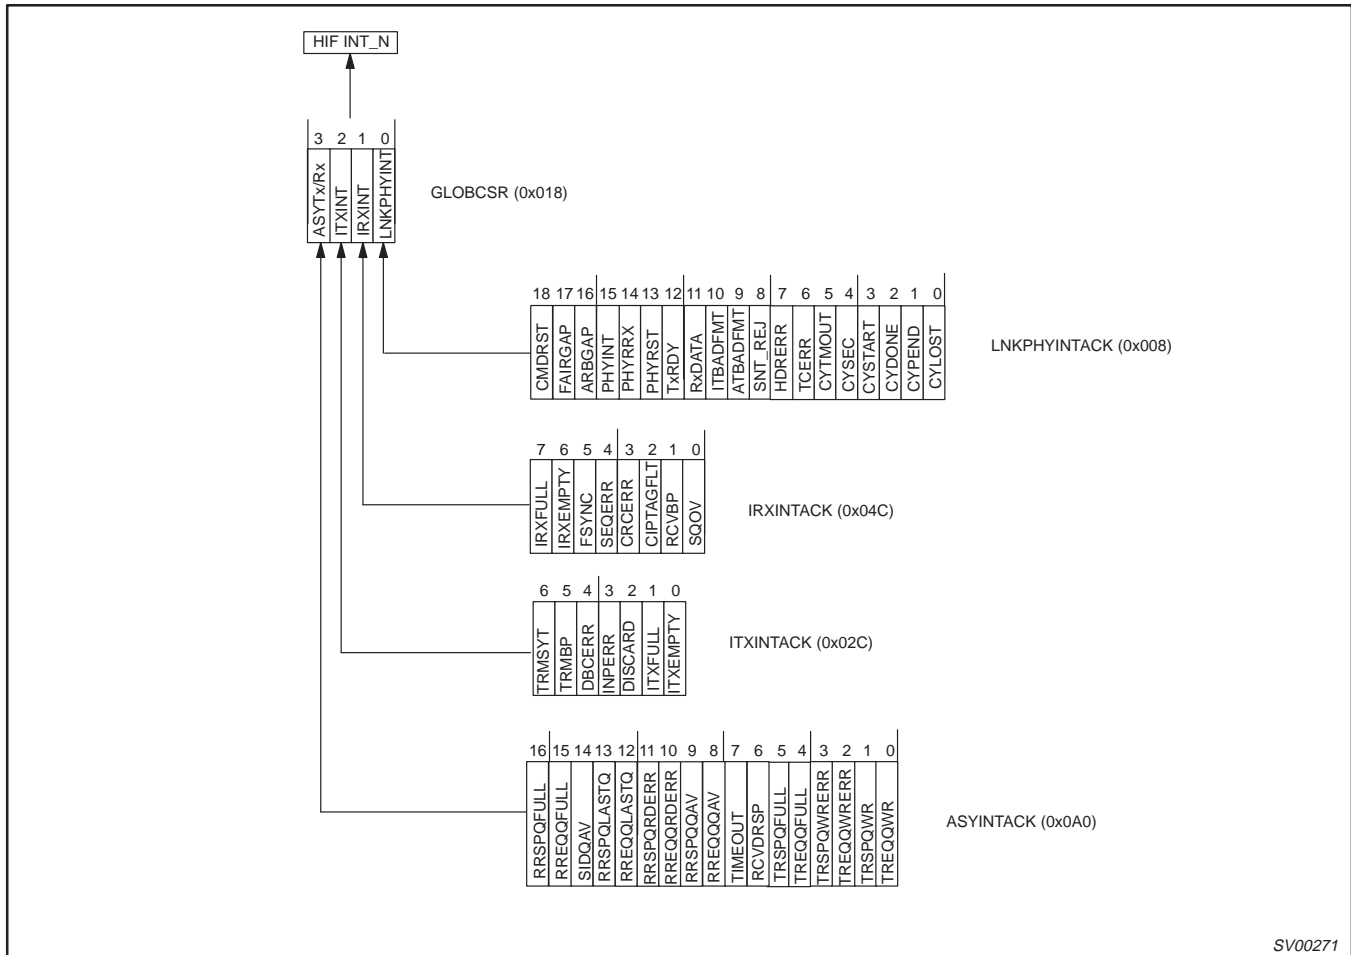 HIF INT_N
3 2 1 0
ASYTx/Rx
ITXINT
IRXINT
LNKPHYINT
GLOBCSR (0x018)
18 17 16 15 14 13 12 11 10 9 8 7 6 5 4 3 2 1 0
CMDRST
FAIRGAP
ARBGAP
PHYINT
PHYRRX
PHYRST
TxRDY
RxDATA
ITBADFMT
ATBADFMT
SNT_REJ
HDRERR
TCERR
CYTMOUT
CYSEC
CYSTART
CYDONE
CYPEND
CYLOST
LNKPHYINTACK (0x008)
7 6 5 4 3 2 1 0
IRXFULL
IRXEMPTY
FSYNC
SEQERR
CRCERR
CIPTAGFLT
RCVBP
SQOV
IRXINTACK (0x04C)
6 5 4 3 2 1 0
TRMSYT
TRMBP
DBCERR
INPERR
DISCARD
ITXFULL
ITXEMPTY
ITXINTACK (0x02C)
16 15 14 13 12 11 10 9 8 7 6 5 4 3 2 1 0
RRSPQFULL
RREQQFULL
SIDQAV
RRSPQLASTQ
RREQQLASTQ
RRSPQRDERR
RREQQRDERR
RRSPQQAV
RREQQQAV
TIMEOUT
RCVDRSP
TRSPQFULL
TREQQFULL
TRSPQWRERR
TREQQWRERR
TRSPQWR
TREQQWR
ASYINTACK (0x0A0)
SV00271